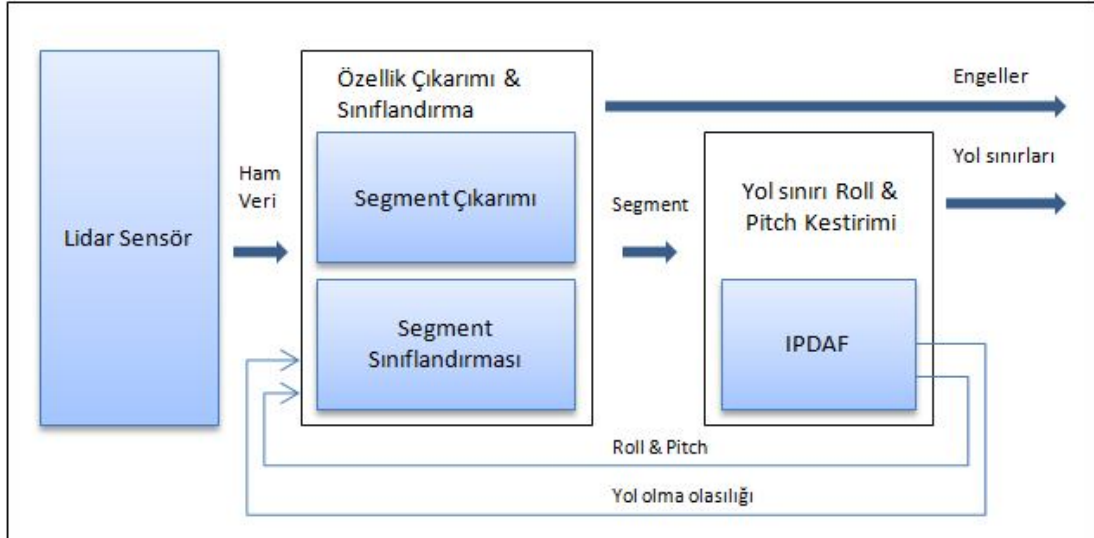 Lidar Sensör
Ham
Veri
Özellik Çıkarımı &
Sınıflandırma
Segment Çıkarımı
Segment
Sınıflandırması
Segment
Yol sınırı Roll &
Pitch Kestirimi
IPDAF
Engeller
Yol sınırları
Roll & Pitch
Yol olma olasılığı